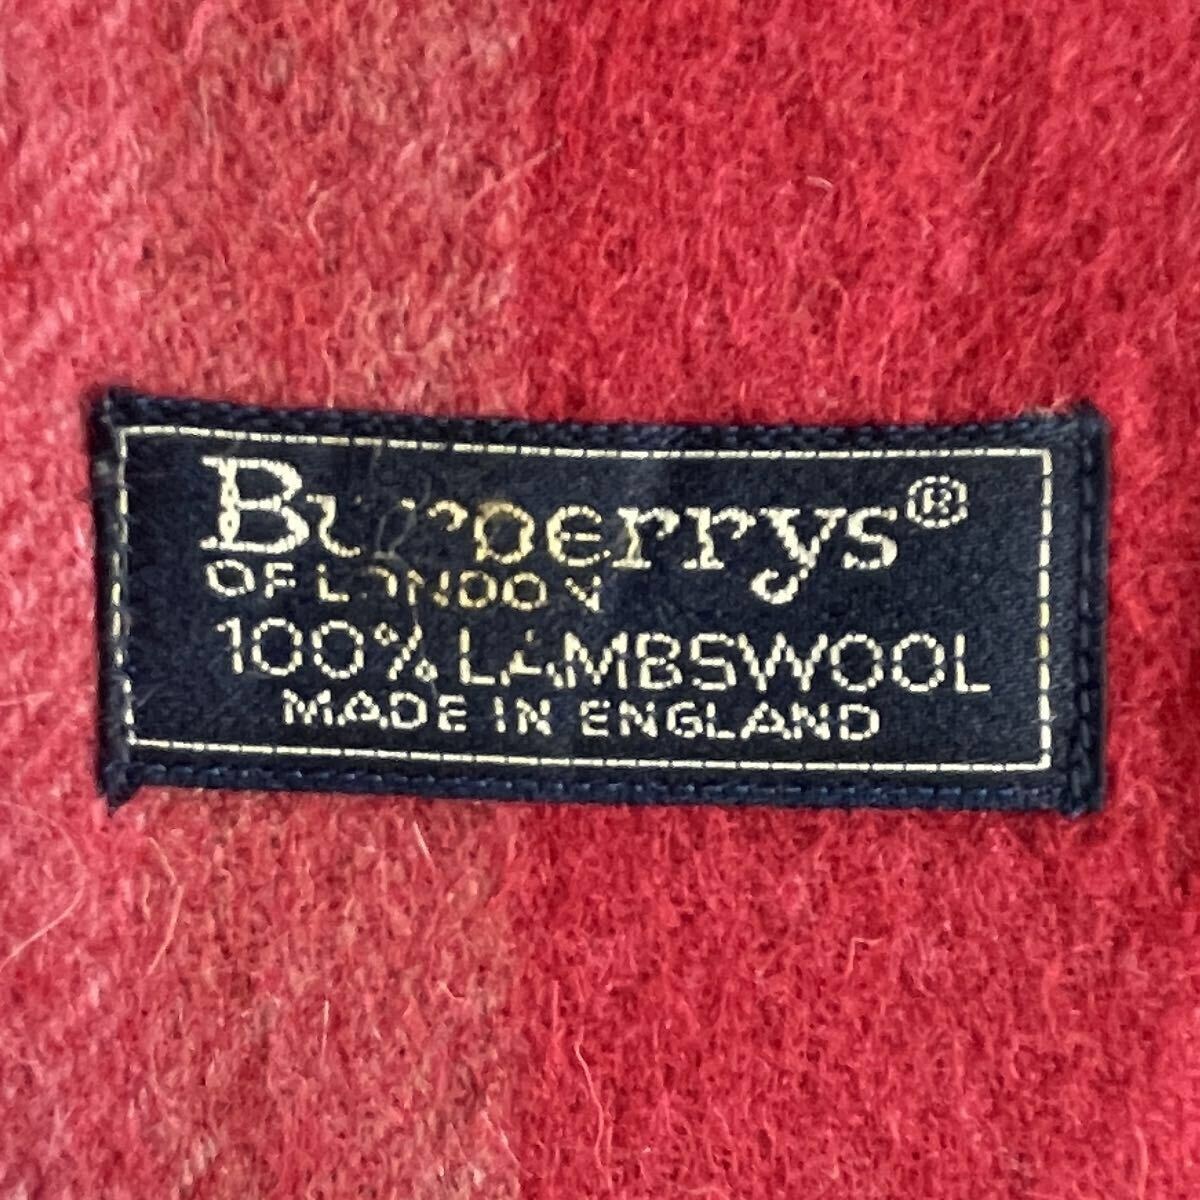 Burberrys®
OF LONDON
100% LAMBSWOOL
MADE IN ENGLAND